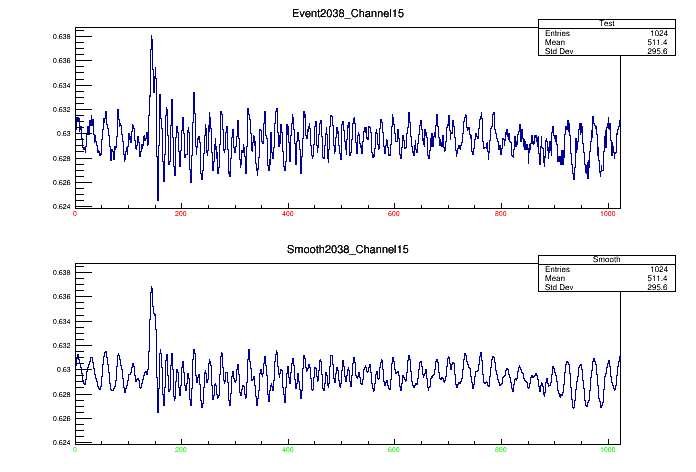 Event2038_Channel15
Test
Entries 1024
Mean 511.4
Std Dev 295.6
0.638
0.636
0.634
0.632
0.63
0.628
0.626
0.624
0 200 400 600 800 1000
Smooth2038_Channel15
Smooth
Entries 1024
Mean 511.4
Std Dev 295.6
0.638
0.636
0.634
0.632
0.63
0.628
0.626
0.624
0 200 400 600 800 1000